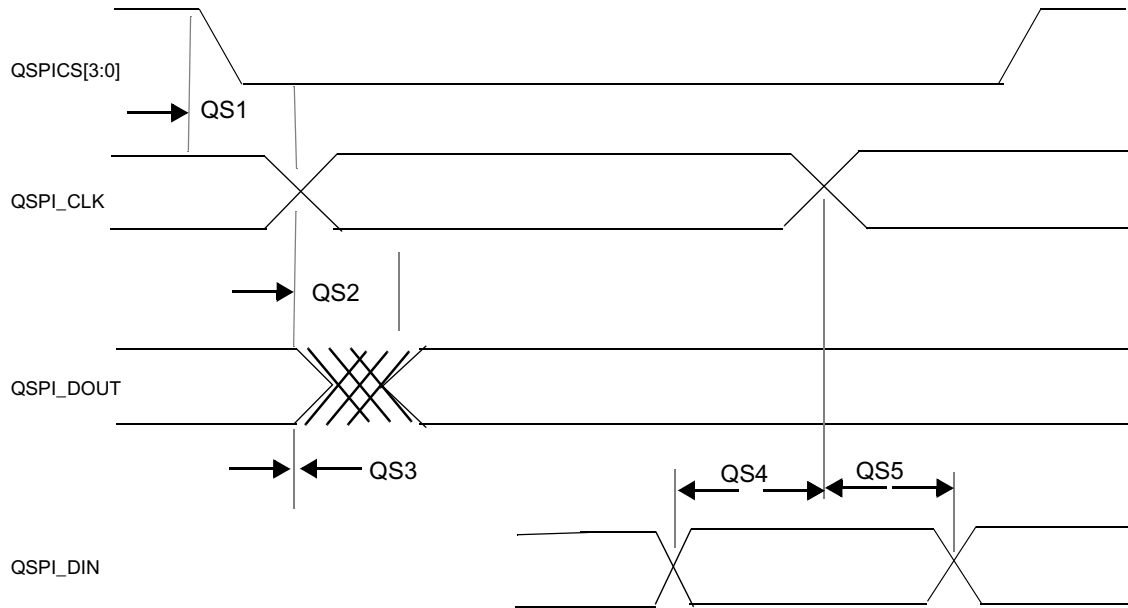 QSPICS[3:0]
QS1
QSPI_CLK
QS2
QSPI_DOUT
QS3
QS4
QS5
QSPI_DIN